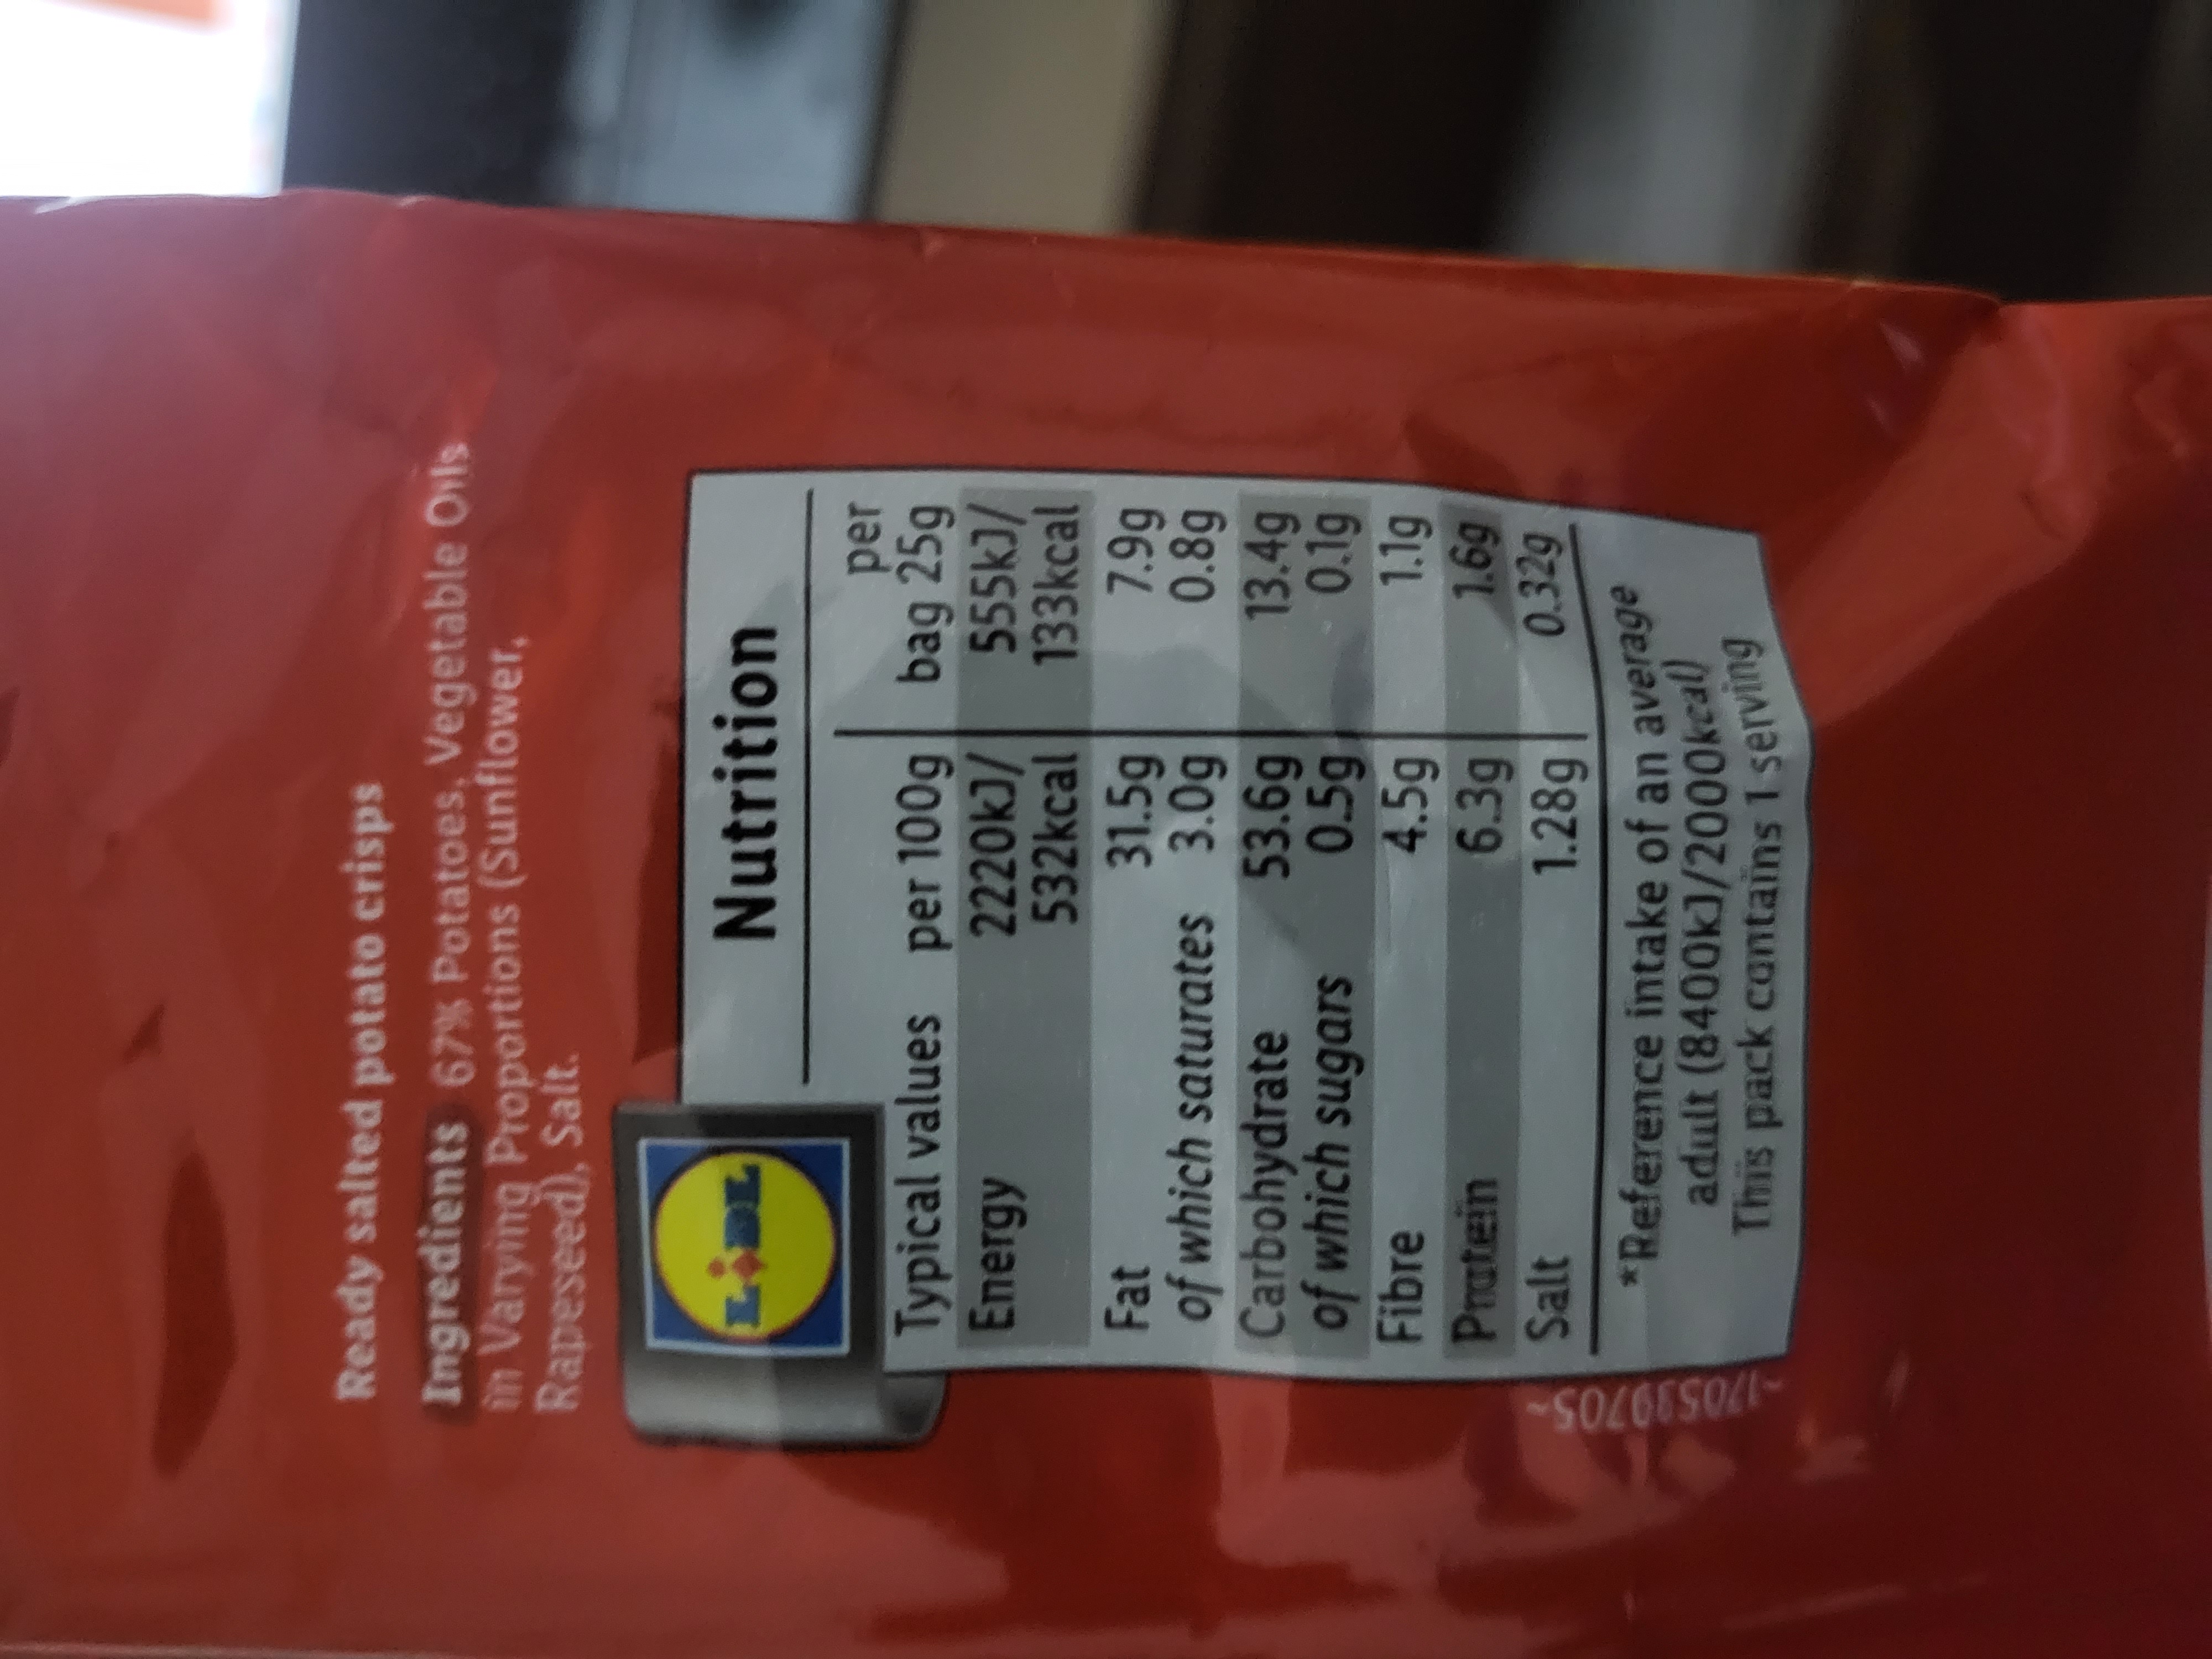 Ready salted potato crisps
Ingredients 67% Potatoes, Vegetable Oils
in Varying Proportions (Sunflower,
Rapeseed), Salt.
LIDL
Nutrition
Typical values per 100g per bag 25g
Energy 2220kJ/ 555kJ/
532kcal 133kcal
Fat 31.5g 7.9g
of which saturates 3.0g 0.8g
Carbohydrate 53.6g 13.4g
of which sugars 0.5g 0.1g
Fibre 4.5g 1.1g
Protein 6.3g 1.6g
Salt 1.28g 0.32g
*Reference intake of an average
adult (8400kJ/2000kcal)
This pack contains 1 serving